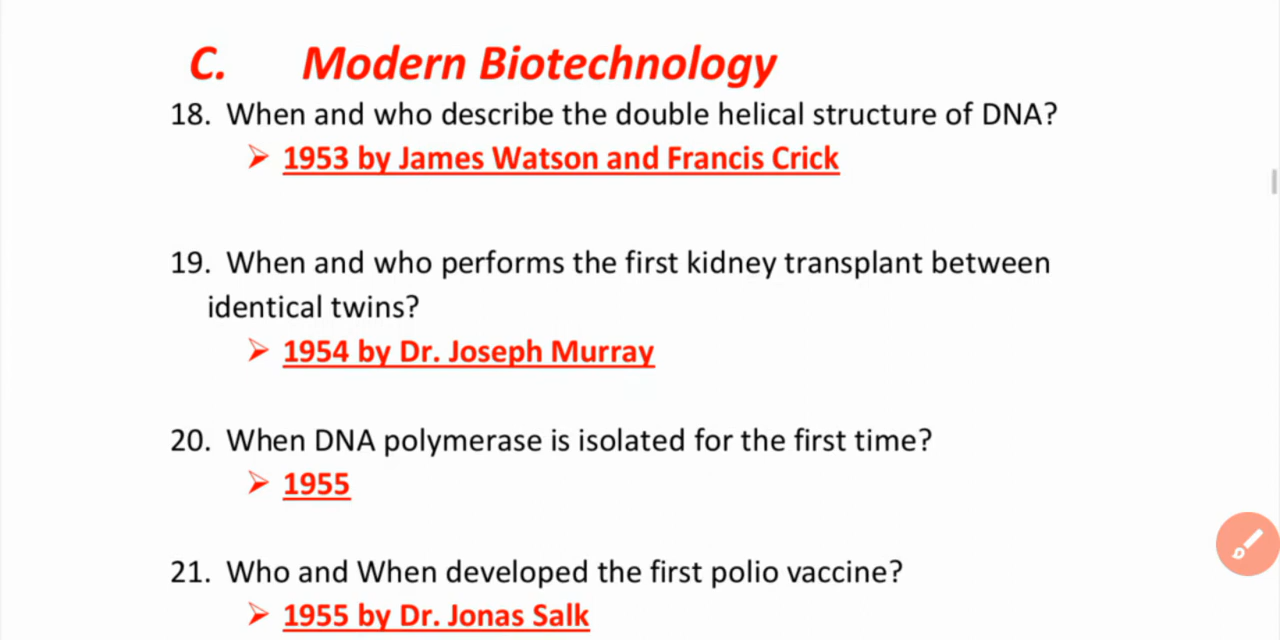 C. Modern Biotechnology
18. When and who describe the double helical structure of DNA?
➢ 1953 by James Watson and Francis Crick
19. When and who performs the first kidney transplant between
identical twins?
➢ 1954 by Dr. Joseph Murray
20. When DNA polymerase is isolated for the first time?
➢ 1955
21. Who and When developed the first polio vaccine?
➢ 1955 by Dr. Jonas Salk